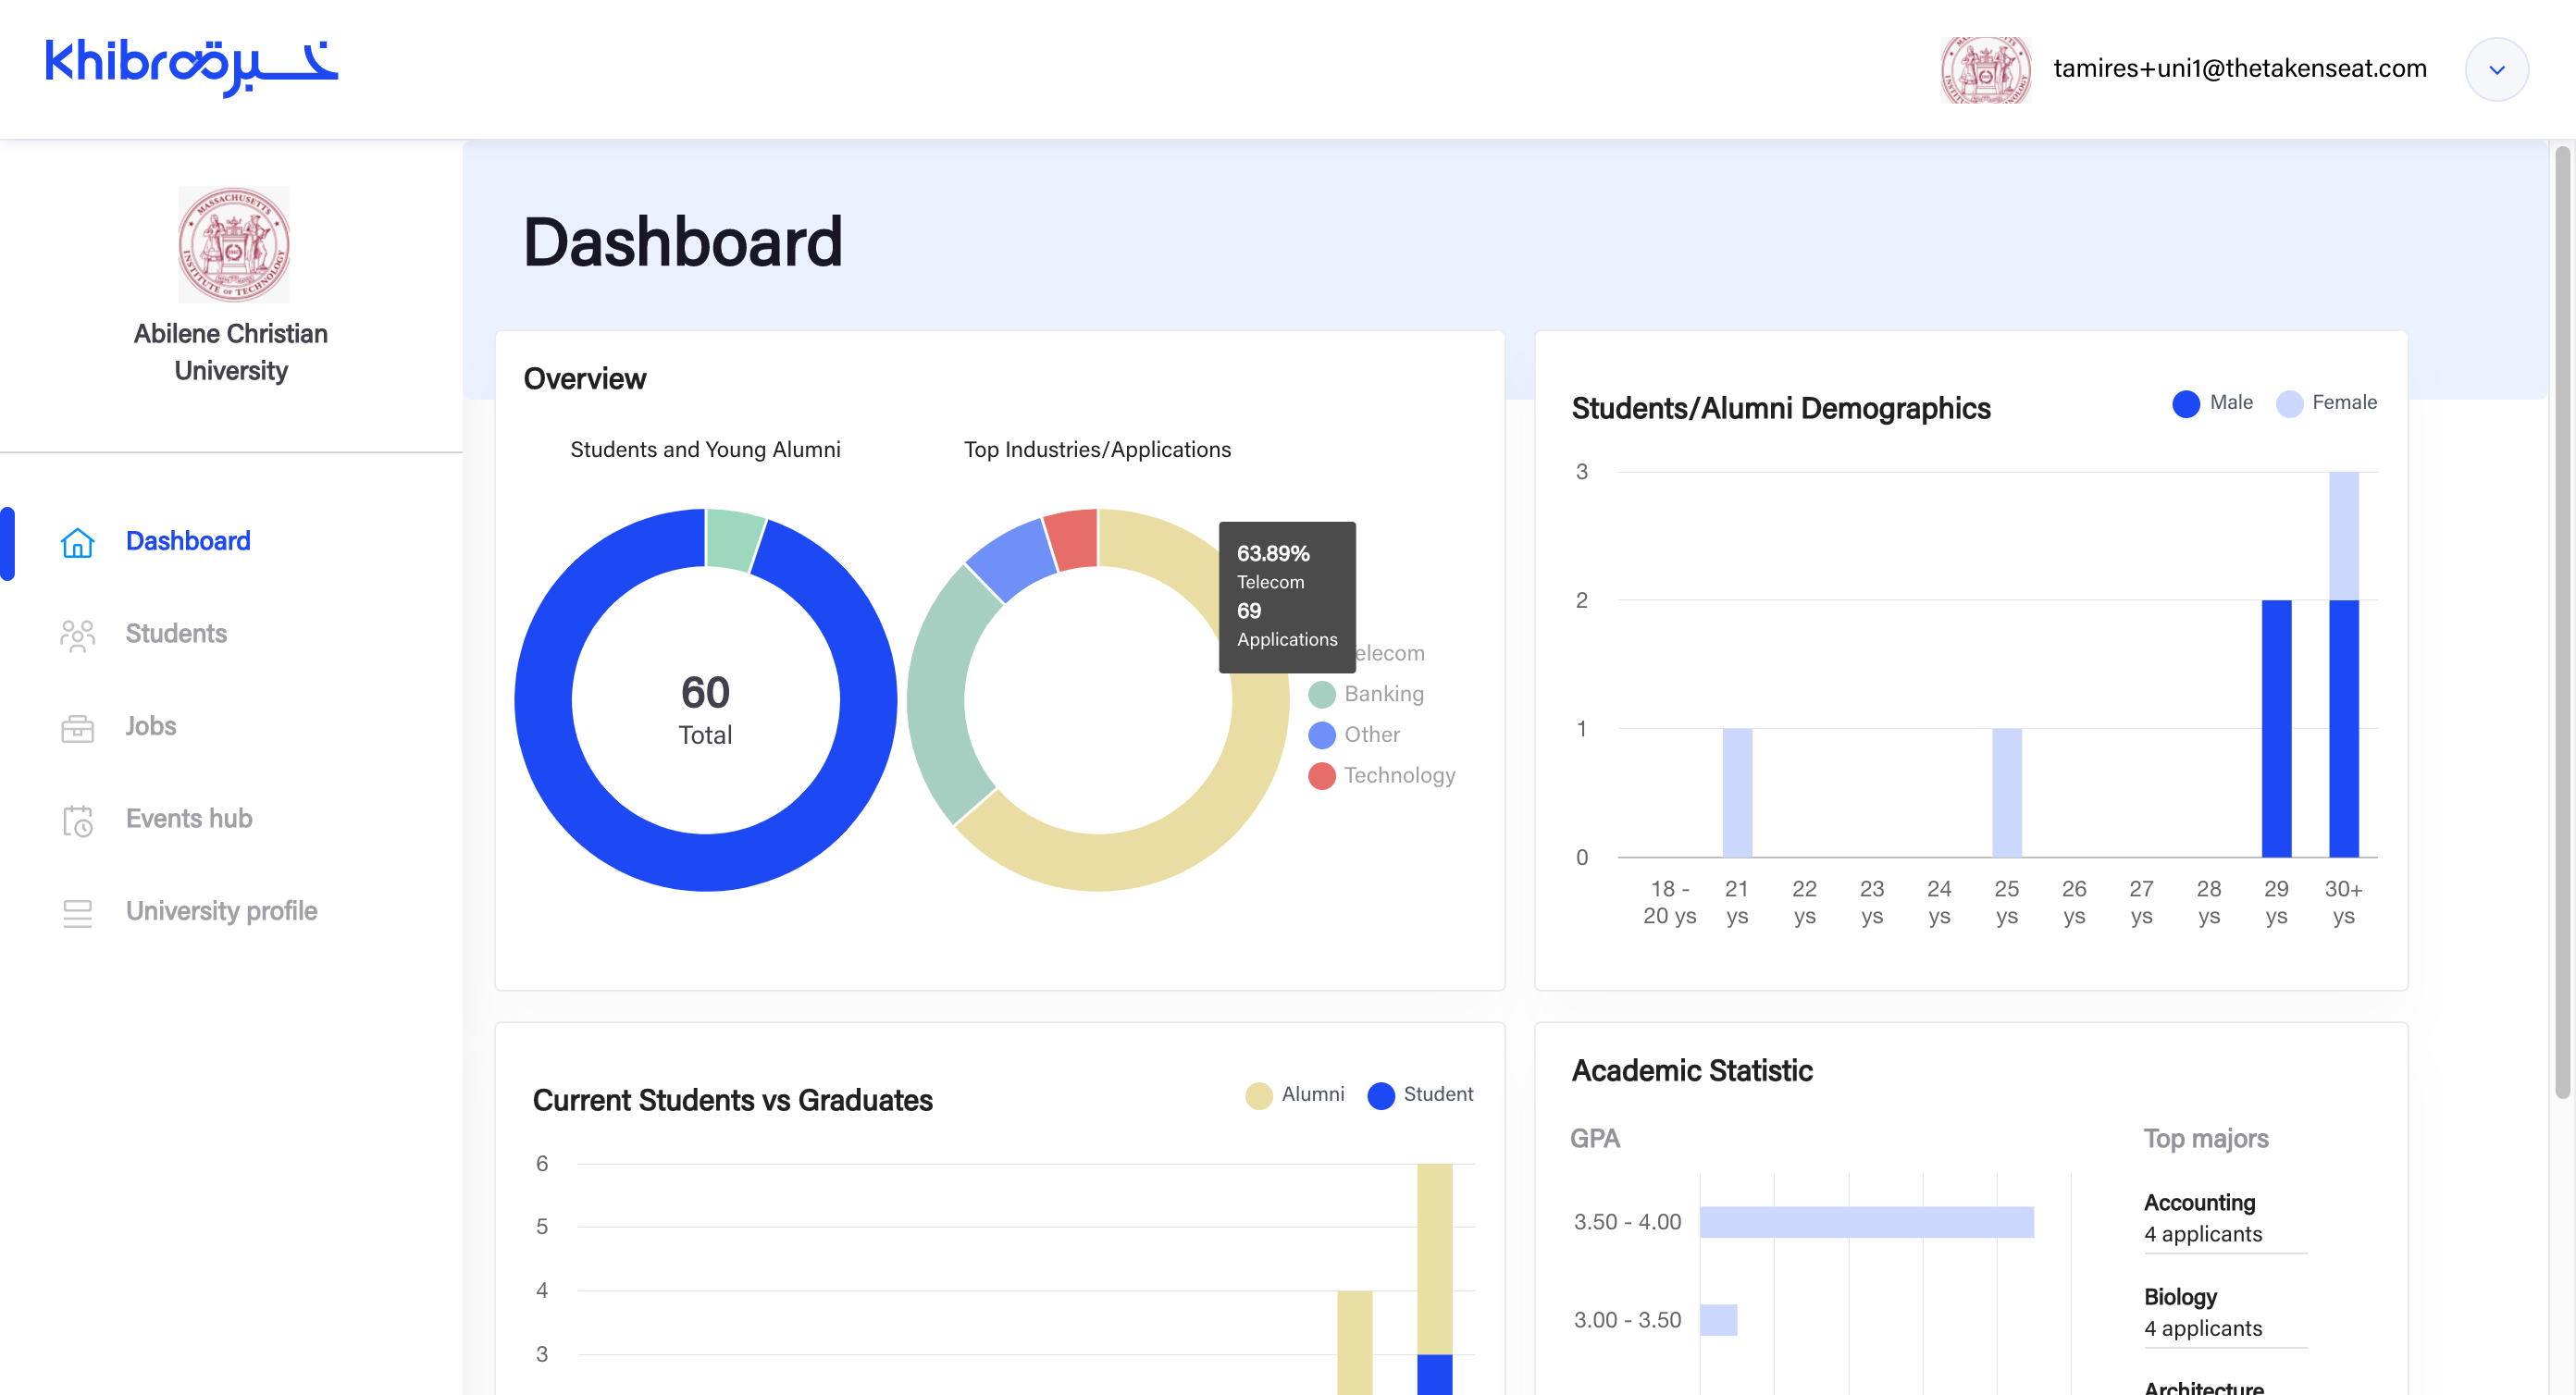 khibra خبرة
tamires+uni1@thetakenseat.com
MASSACHUSETTS
INSTITUTE OF TECHNOLOGY
Abilene Christian
University
Dashboard
Students
Jobs
Events hub
University profile
Dashboard
Overview
Students and Young Alumni
Top Industries/Applications
60
Total
63.89%
Telecom
69
Applications
elecom
Banking
Other
Technology
Students/Alumni Demographics
Male
Female
3
2
1
0
18 -
20 ys
21
ys
22
ys
23
ys
24
ys
25
ys
26
ys
27
ys
28
ys
29
ys
30+
ys
Current Students vs Graduates
Alumni
Student
6
5
4
3
Academic Statistic
GPA
3.50 - 4.00
3.00 - 3.50
Top majors
Accounting
4 applicants
Biology
4 applicants
Architecture